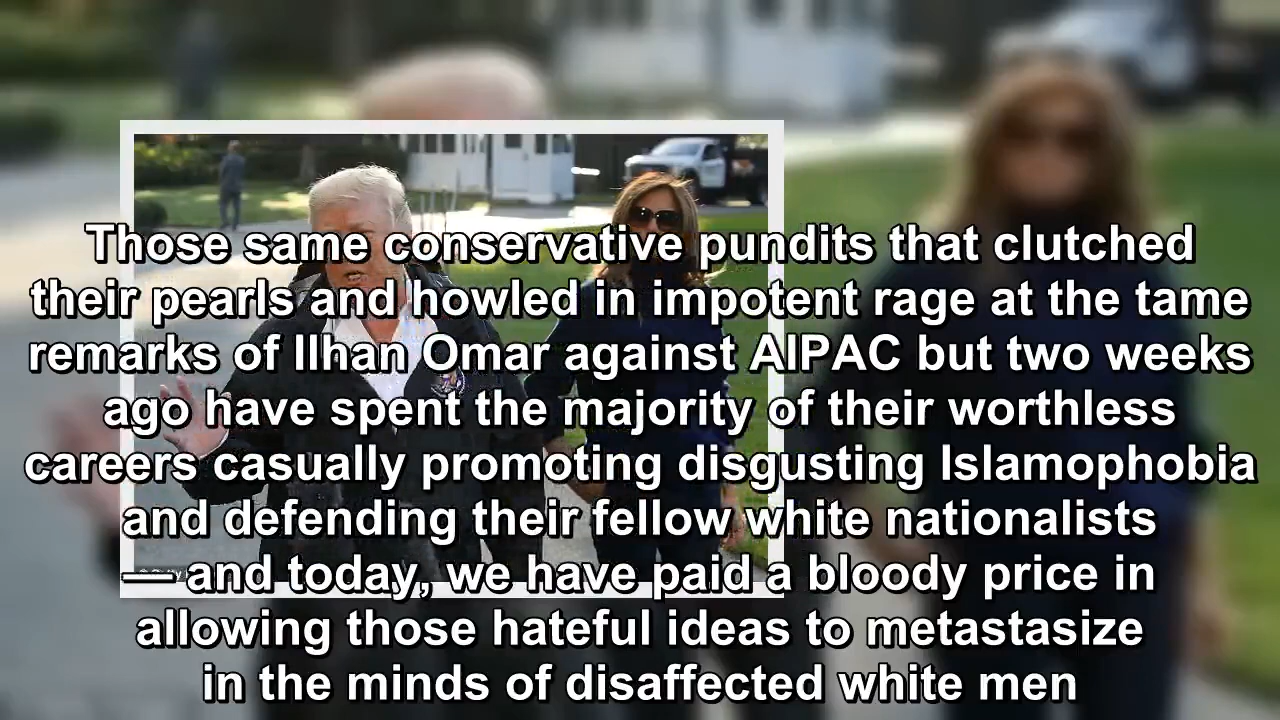 Those same conservative pundits that clutched
their pearls and howled in impotent rage at the tame
remarks of Ilhan Omar against AIPAC but two weeks
ago have spent the majority of their worthless
careers casually promoting disgusting Islamophobia
and defending their fellow white nationalists
— and today, we have paid a bloody price in
allowing those hateful ideas to metastasize
in the minds of disaffected white men